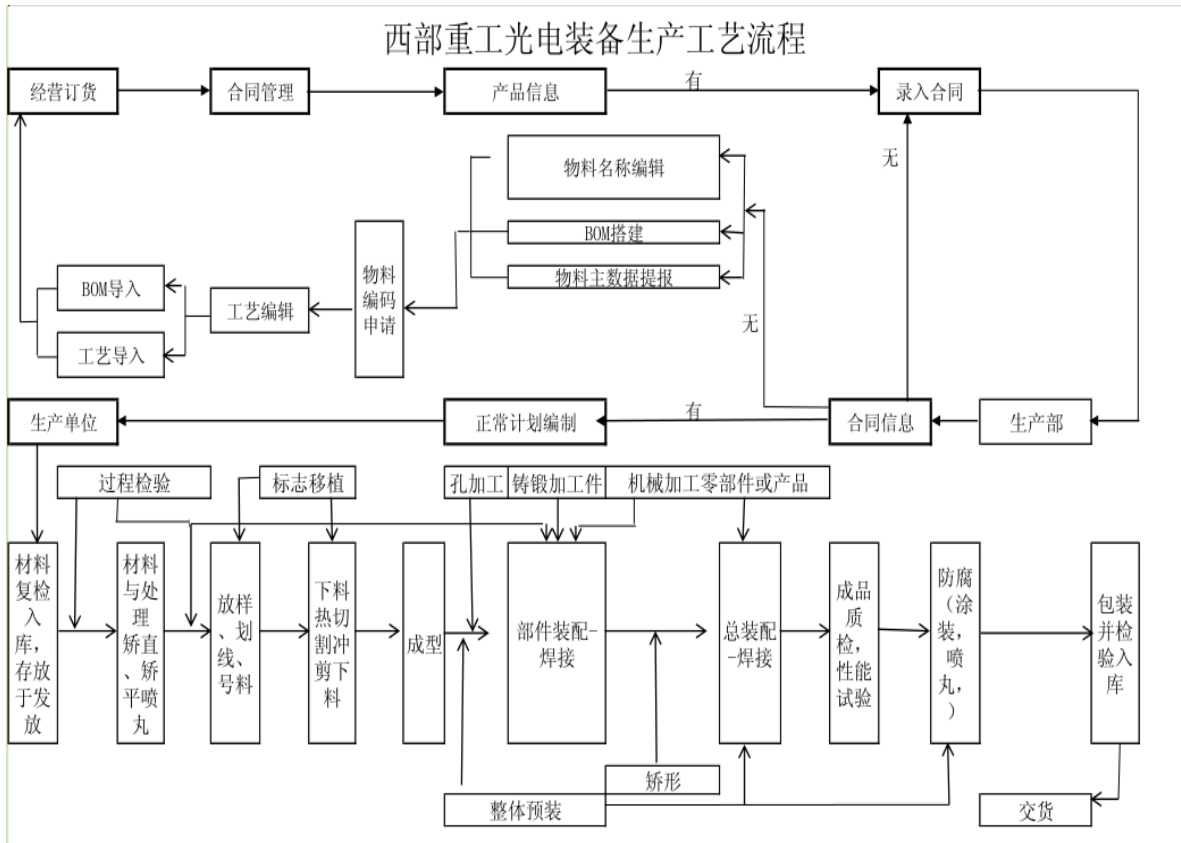 西部重工光电装备生产工艺流程
经营订货
合同管理
产品信息
有
录入合同
无
物料名称编辑
BOM搭建
物料主数据提报
物料
编码
申请
工艺编辑
BOM导入
工艺导入
无
生产单位
正常计划编制
有
合同信息
生产部
过程检验
标志移植
孔加工
铸锻加工件
机械加工零部件或产品
材料
复检
入
库，
存放
于发
放
材料
与处
理
矫直
、矫
平喷
丸
放样
、划
线、
号料
下料
热切
割冲
剪下
料
成型
部件装配-
焊接
总装配
-焊接
成品
质
检，
性能
试验
防腐
（涂
装，
喷
丸，
）
包装
并检
验入
库
矫形
整体预装
交货